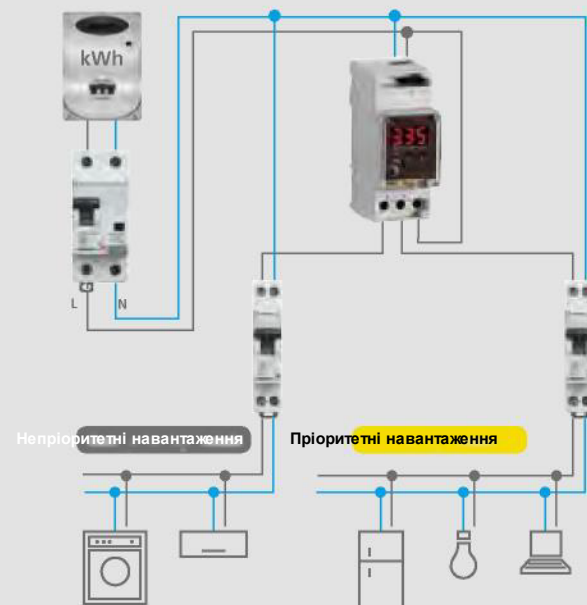 kWh
335
L N
Непріоритетні навантаження
Пріоритетні навантаження